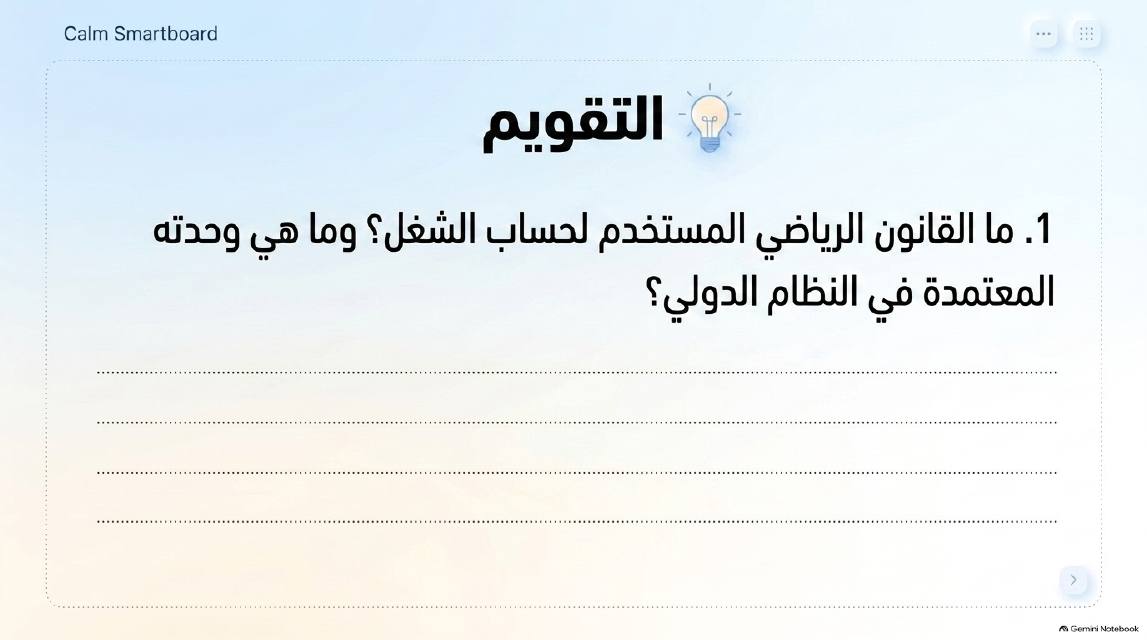 Calm Smartboard
التقويم
1. ما القانون الرياضي المستخدم لحساب الشغل؟ وما هي وحدته
المعتمدة في النظام الدولي؟
Gemini Notebook